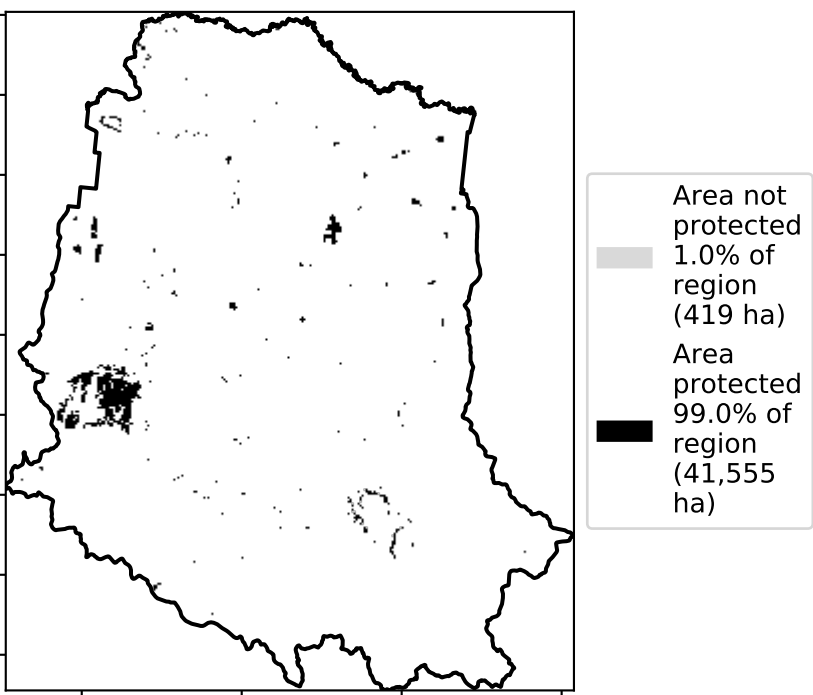 Area not
protected
1.0% of
region
(419 ha)
Area
protected
99.0% of
region
(41,555
ha)